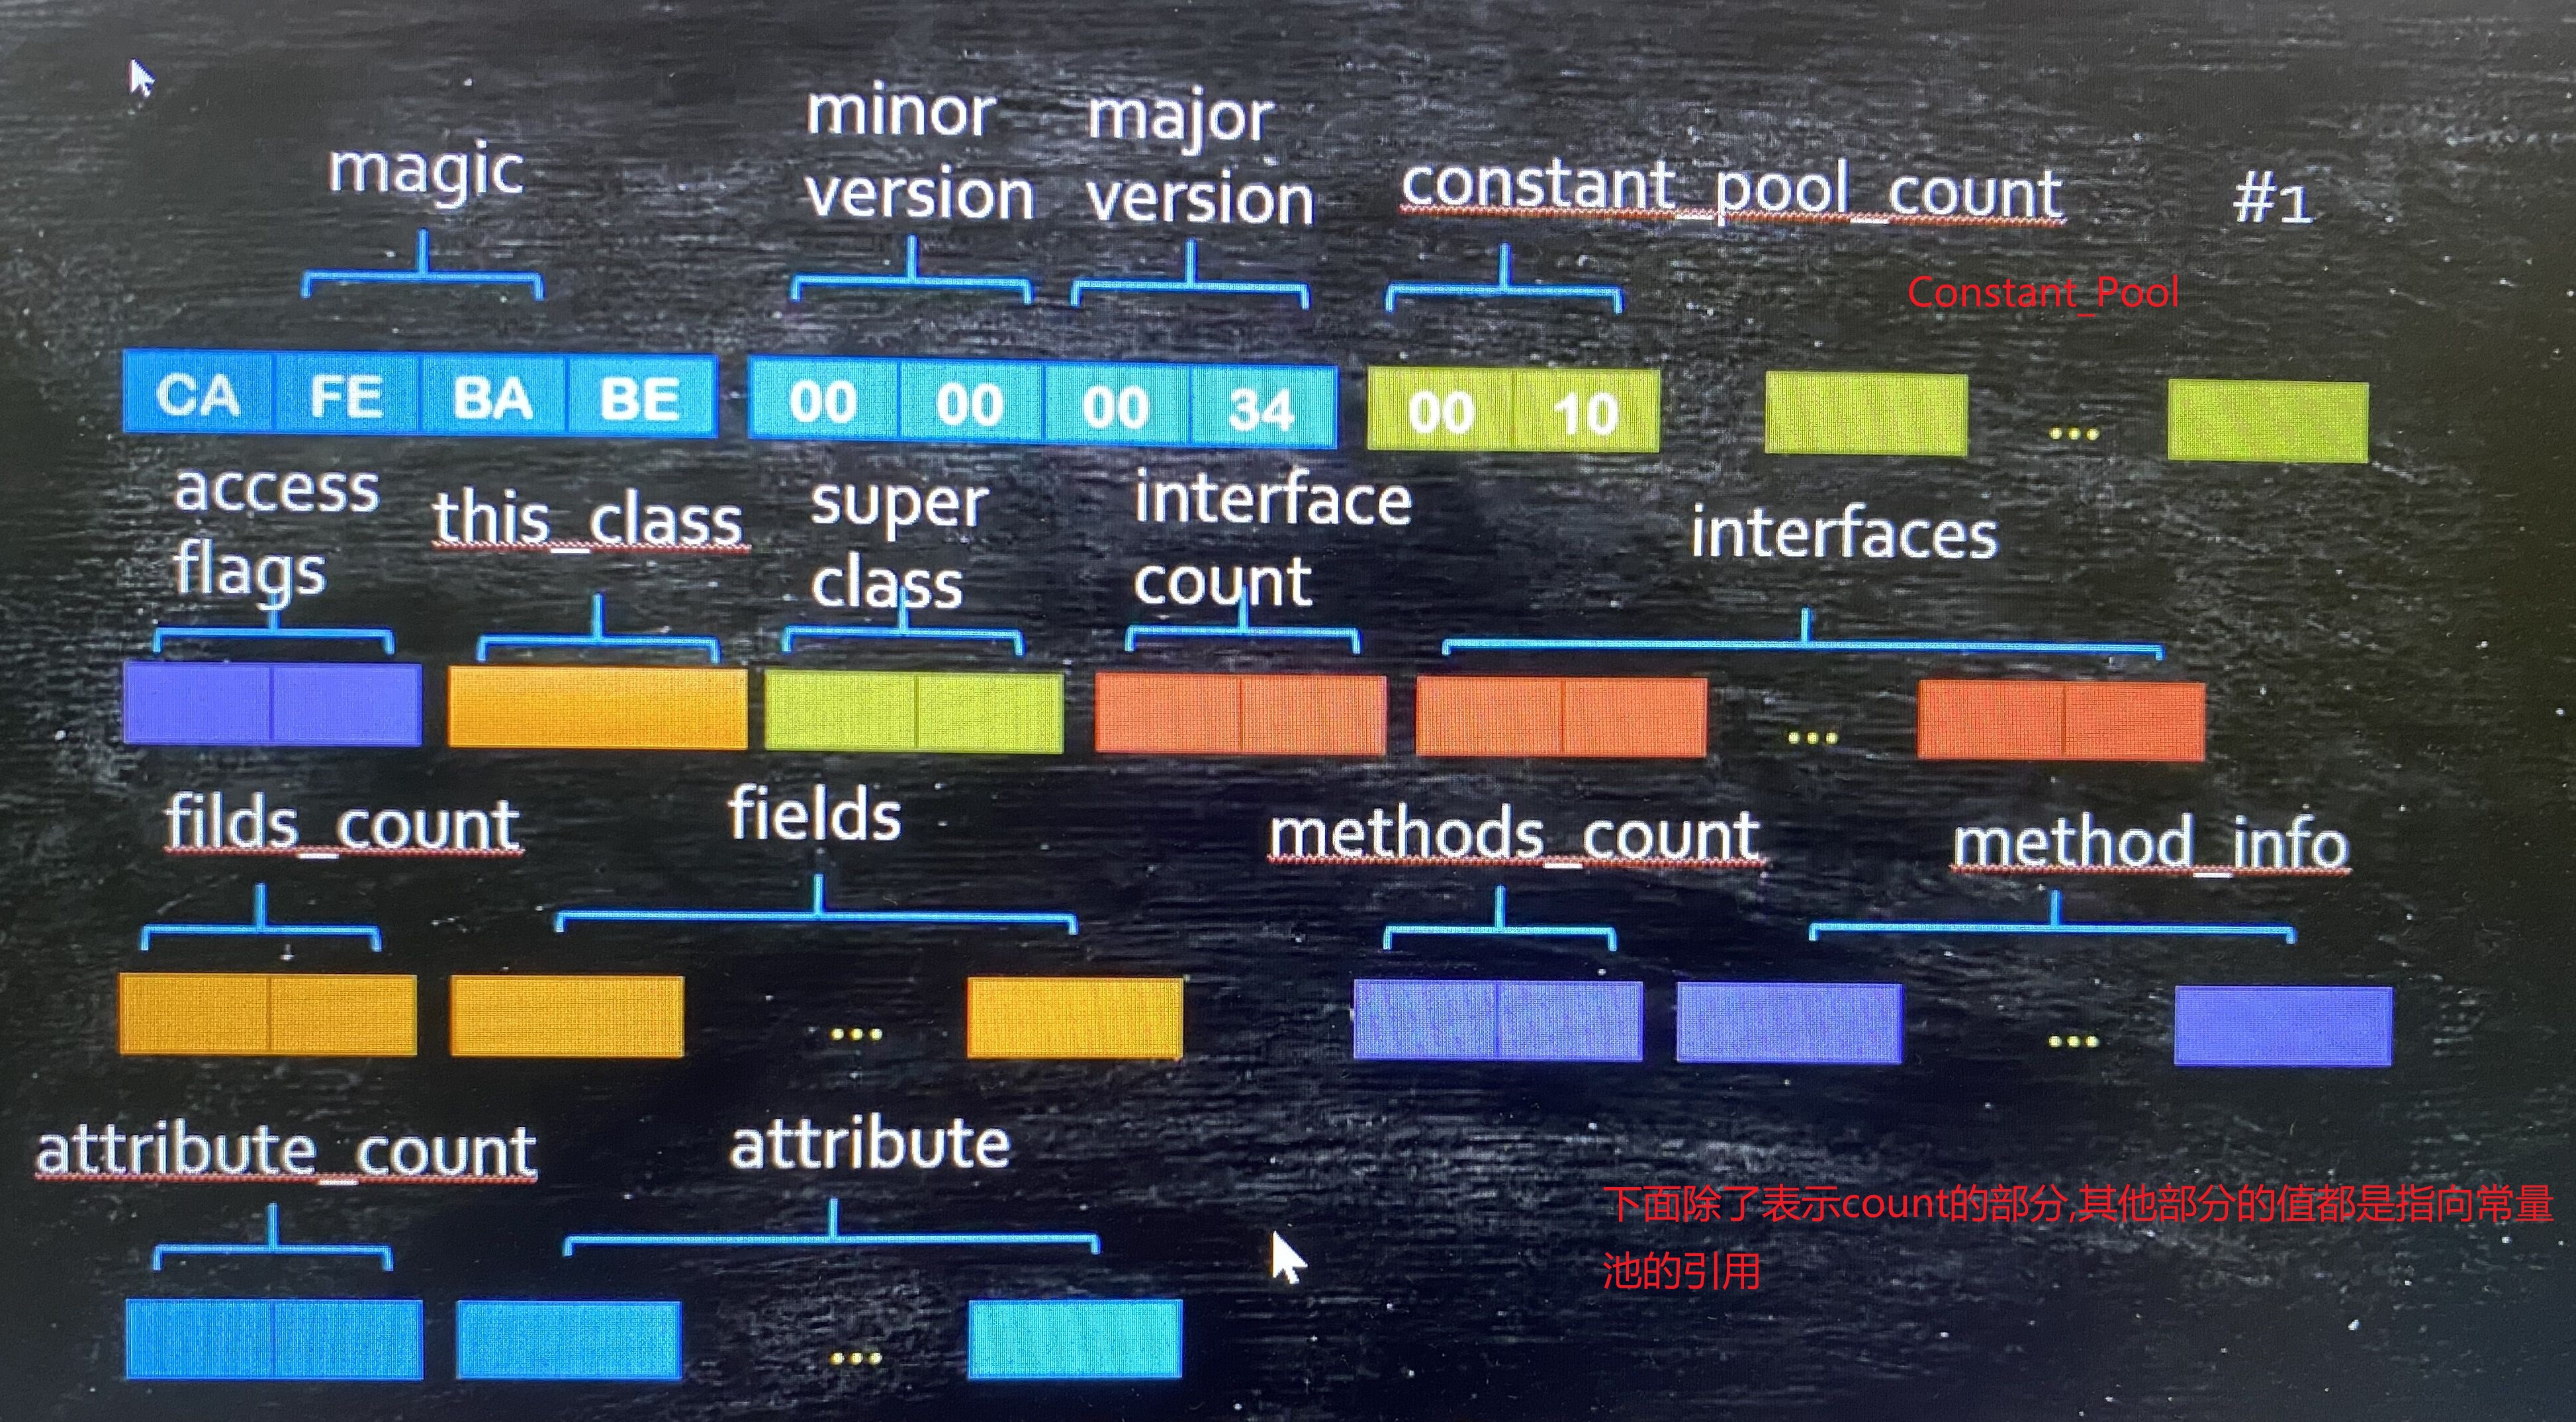 magic
minor
version
major
version
constant_pool_count
#1
Constant_Pool
CA FE BA BE 00 00 00 34 00 10
...
access
flags
this_class
super
class
interface
count
interfaces
...
filds_count
fields
methods_count
method_info
...
...
attribute_count
attribute
下面除了表示count的部分,其他部分的值都是指向常量
池的引用
...